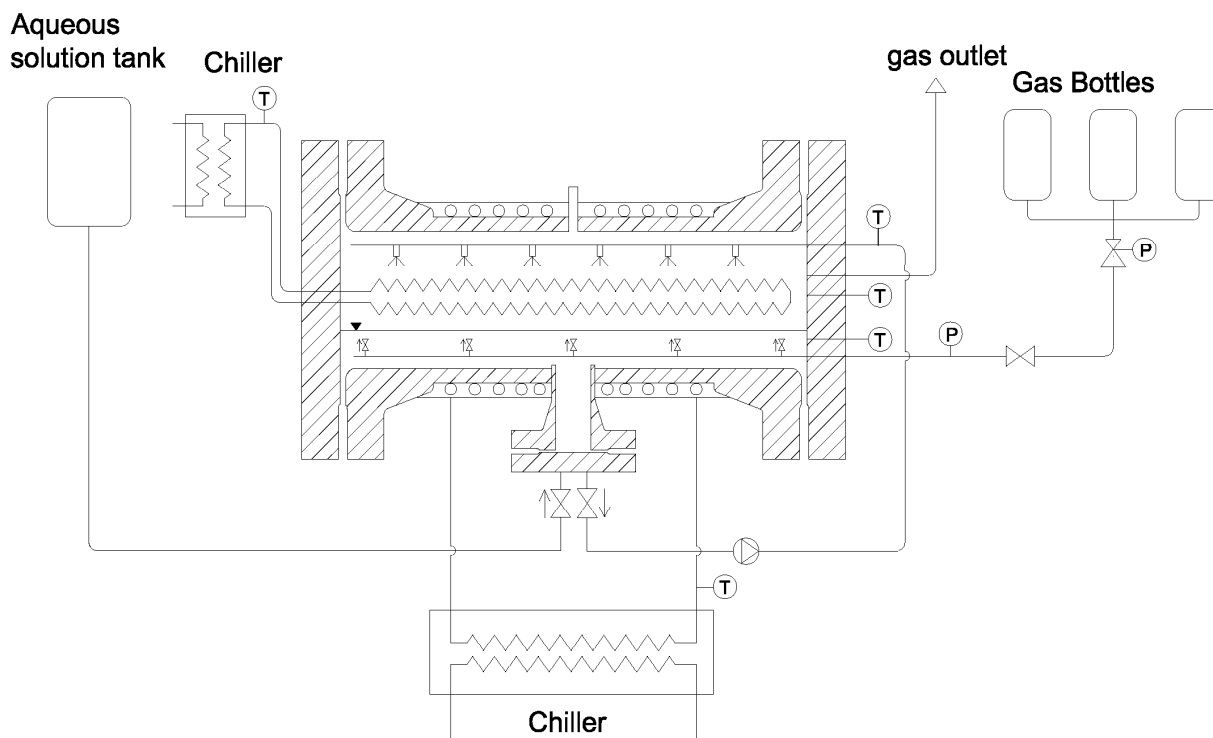 Aqueous
solution tank
Chiller
gas outlet
Gas Bottles
T
T
P
T
P
T
T
Chiller